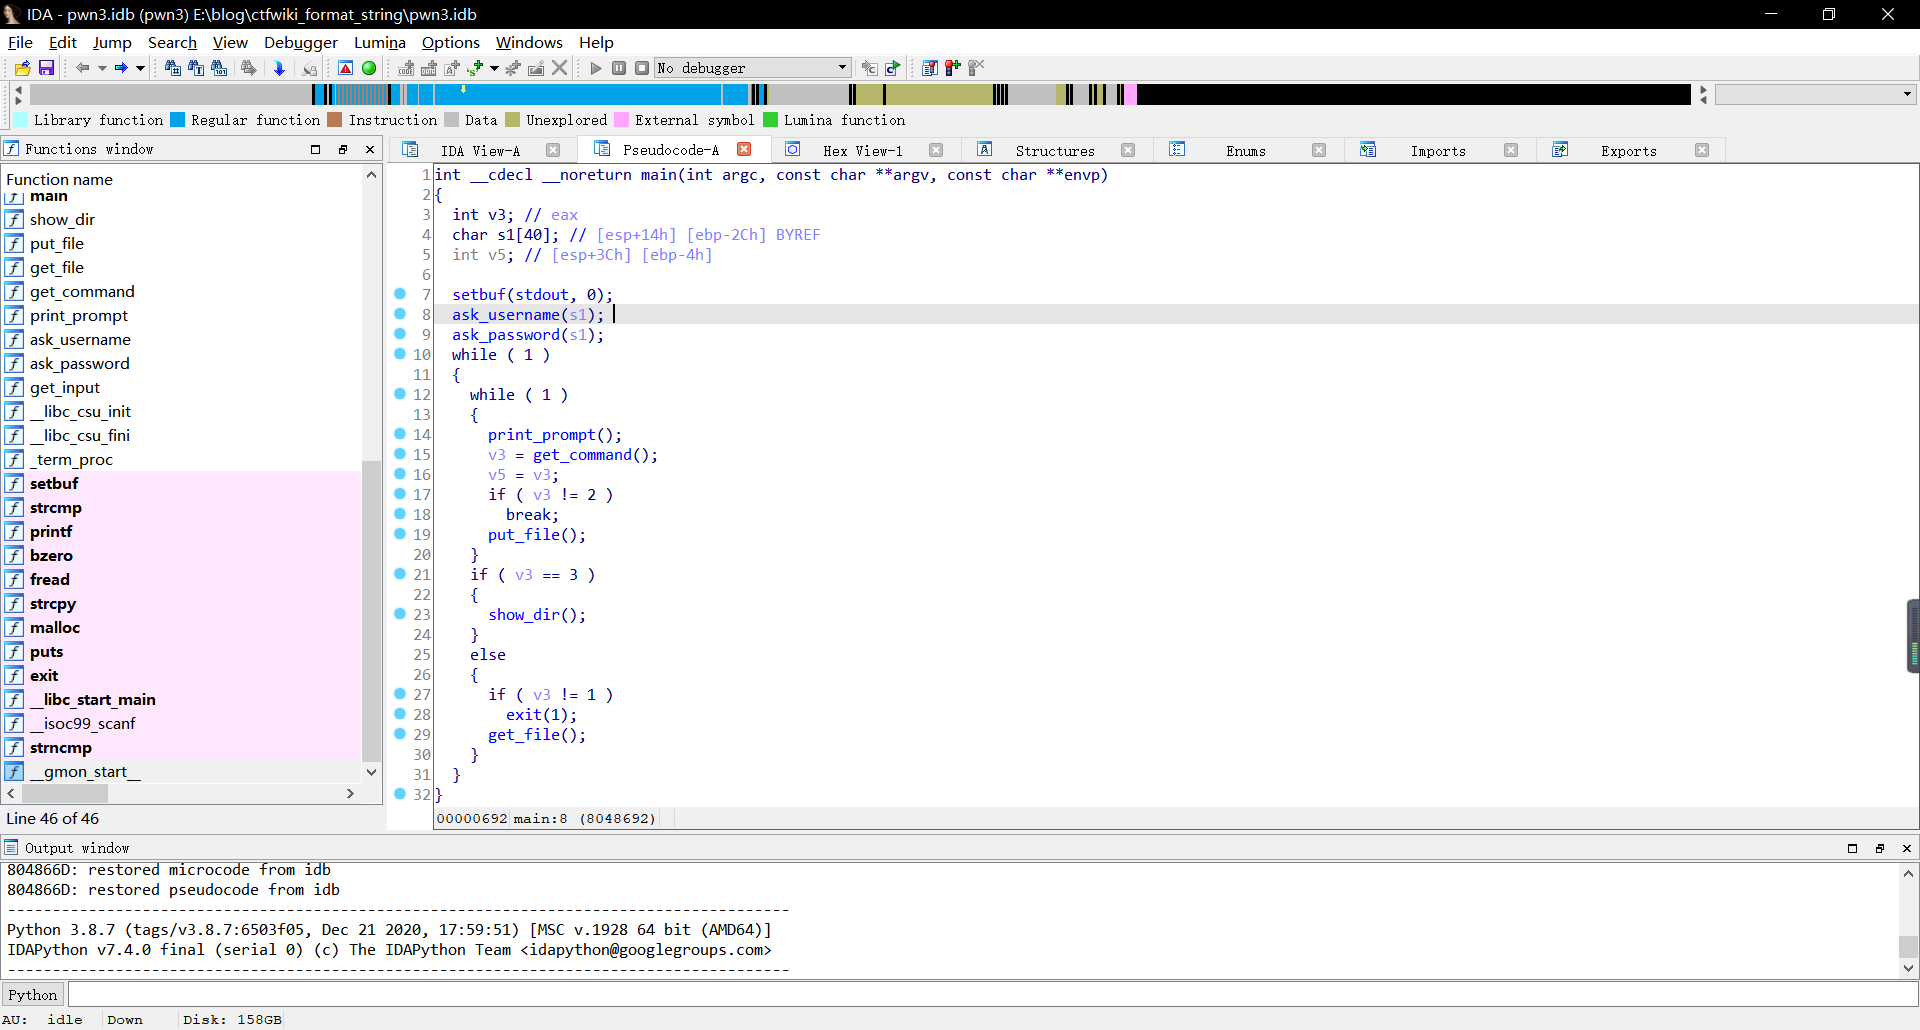 IDA - pwn3.idb (pwn3) E:\blog\ctfwiki_format_string\pwn3.idb
File Edit Jump Search View Debugger Lumina Options Windows Help
No debugger
Library function Regular function Instruction Data Unexplored External symbol Lumina function
Functions window
IDA View-A Pseudocode-A Hex View-1 Structures Enums Imports Exports
Function name
main
show_dir
put_file
get_file
get_command
print_prompt
ask_username
ask_password
get_input
__libc_csu_init
__libc_csu_fini
_term_proc
setbuf
strcmp
printf
bzero
fread
strcpy
malloc
puts
exit
__libc_start_main
__isoc99_scanf
strncmp
__gmon_start__
Line 46 of 46
1 int __cdecl __noreturn main(int argc, const char **argv, const char **envp)
2 {
3 int v3; // eax
4 char s1[40]; // [esp+14h] [ebp-2Ch] BYREF
5 int v5; // [esp+3Ch] [ebp-4h]
6
7 setbuf(stdout, 0);
8 ask_username(s1);
9 ask_password(s1);
10 while ( 1 )
11 {
12 while ( 1 )
13 {
14 print_prompt();
15 v3 = get_command();
16 v5 = v3;
17 if ( v3 != 2 )
18 break;
19 put_file();
20 }
21 if ( v3 == 3 )
22 {
23 show_dir();
24 }
25 else
26 {
27 if ( v3 != 1 )
28 exit(1);
29 get_file();
30 }
31 }
32 }
00000692 main:8 (8048692)
Output window
804866D: restored microcode from idb
804866D: restored pseudocode from idb
---------------------------------------------------------------------------------------
Python 3.8.7 (tags/v3.8.7:6503f05, Dec 21 2020, 17:59:51) [MSC v.1928 64 bit (AMD64)]
IDAPython v7.4.0 final (serial 0) (c) The IDAPython Team <idapython@googlegroups.com>
---------------------------------------------------------------------------------------
Python
AU: idle Down Disk: 158GB